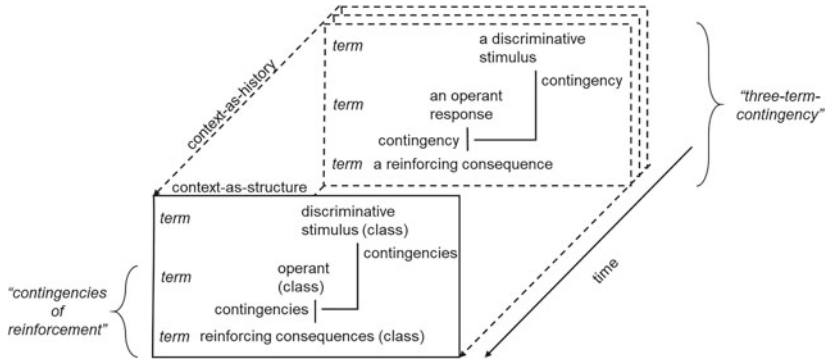 term
a discriminative
stimulus
contingency
term
an operant
response
contingency
term a reinforcing consequence
"three-term-
contingency"
context-as-history
context-as-structure
term
discriminative
stimulus (class)
contingencies
term
operant
(class)
contingencies
term reinforcing consequences (class)
"contingencies
of
reinforcement"
time